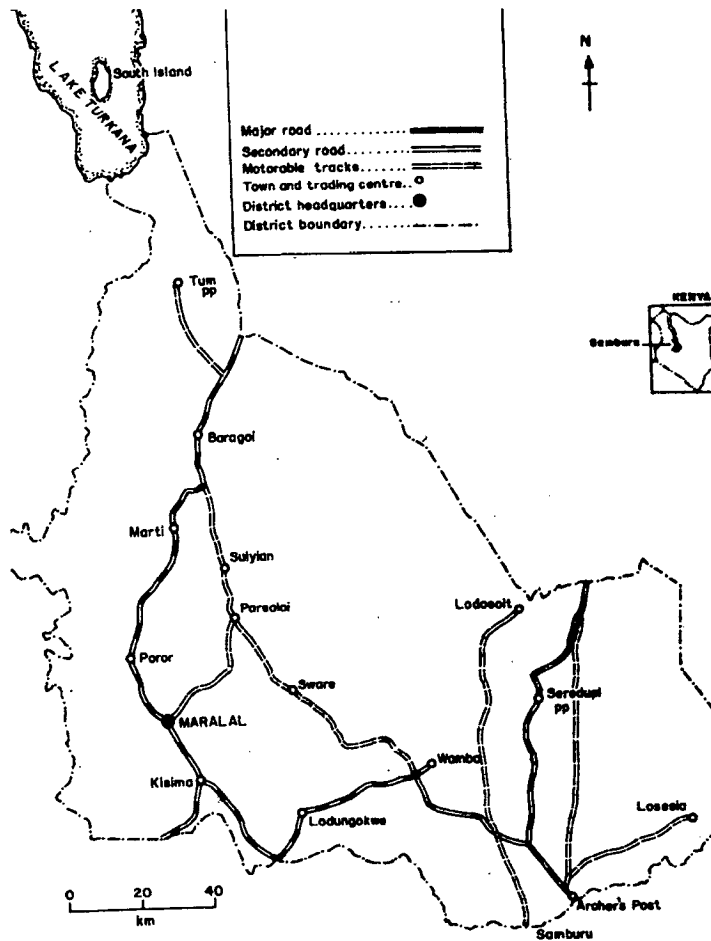 LAKE TURKANA
South Island
N
Major road ............
Secondary road ........
Motorable tracks.......
Town and trading centre..
District headquarters....
District boundary.......
Tum
pp
KENYA
Samburu
Baragoi
Marti
Suiyian
Parsaloi
Lodosoit
Poror
Sware
Seredupi
pp
MARALAL
Wamba
Kisima
Lodungokwe
Lossesia
0 20 40
km
Archer's Post
Samburu